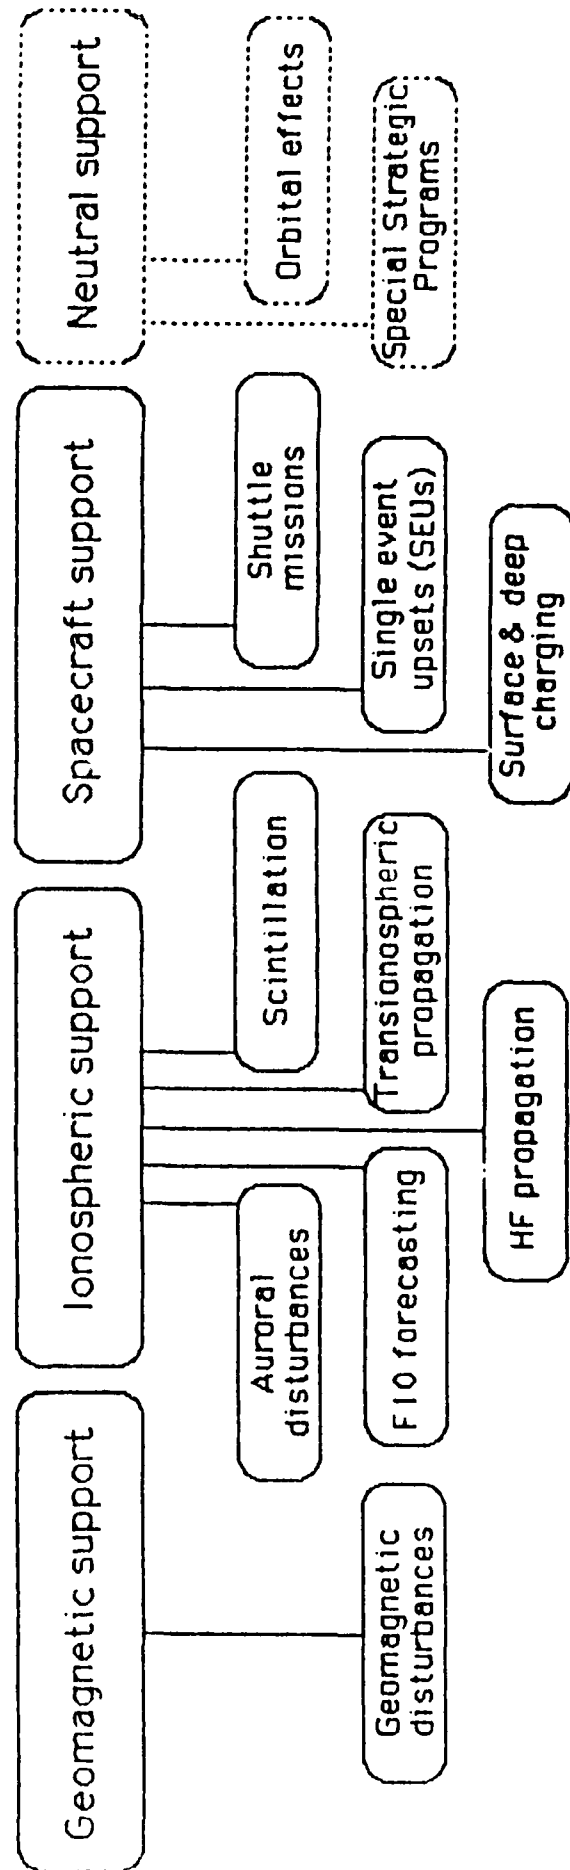 Geomagnetic support
Geomagnetic
disturbances
Ionospheric support
Auroral
disturbances
F10 forecasting
HF propagation
Transionospheric
propagation
Scintillation
Spacecraft support
Surface & deep
charging
Single event
upsets (SEUs)
Shuttle
missions
Neutral support
Special Strategic
Programs
Orbital effects